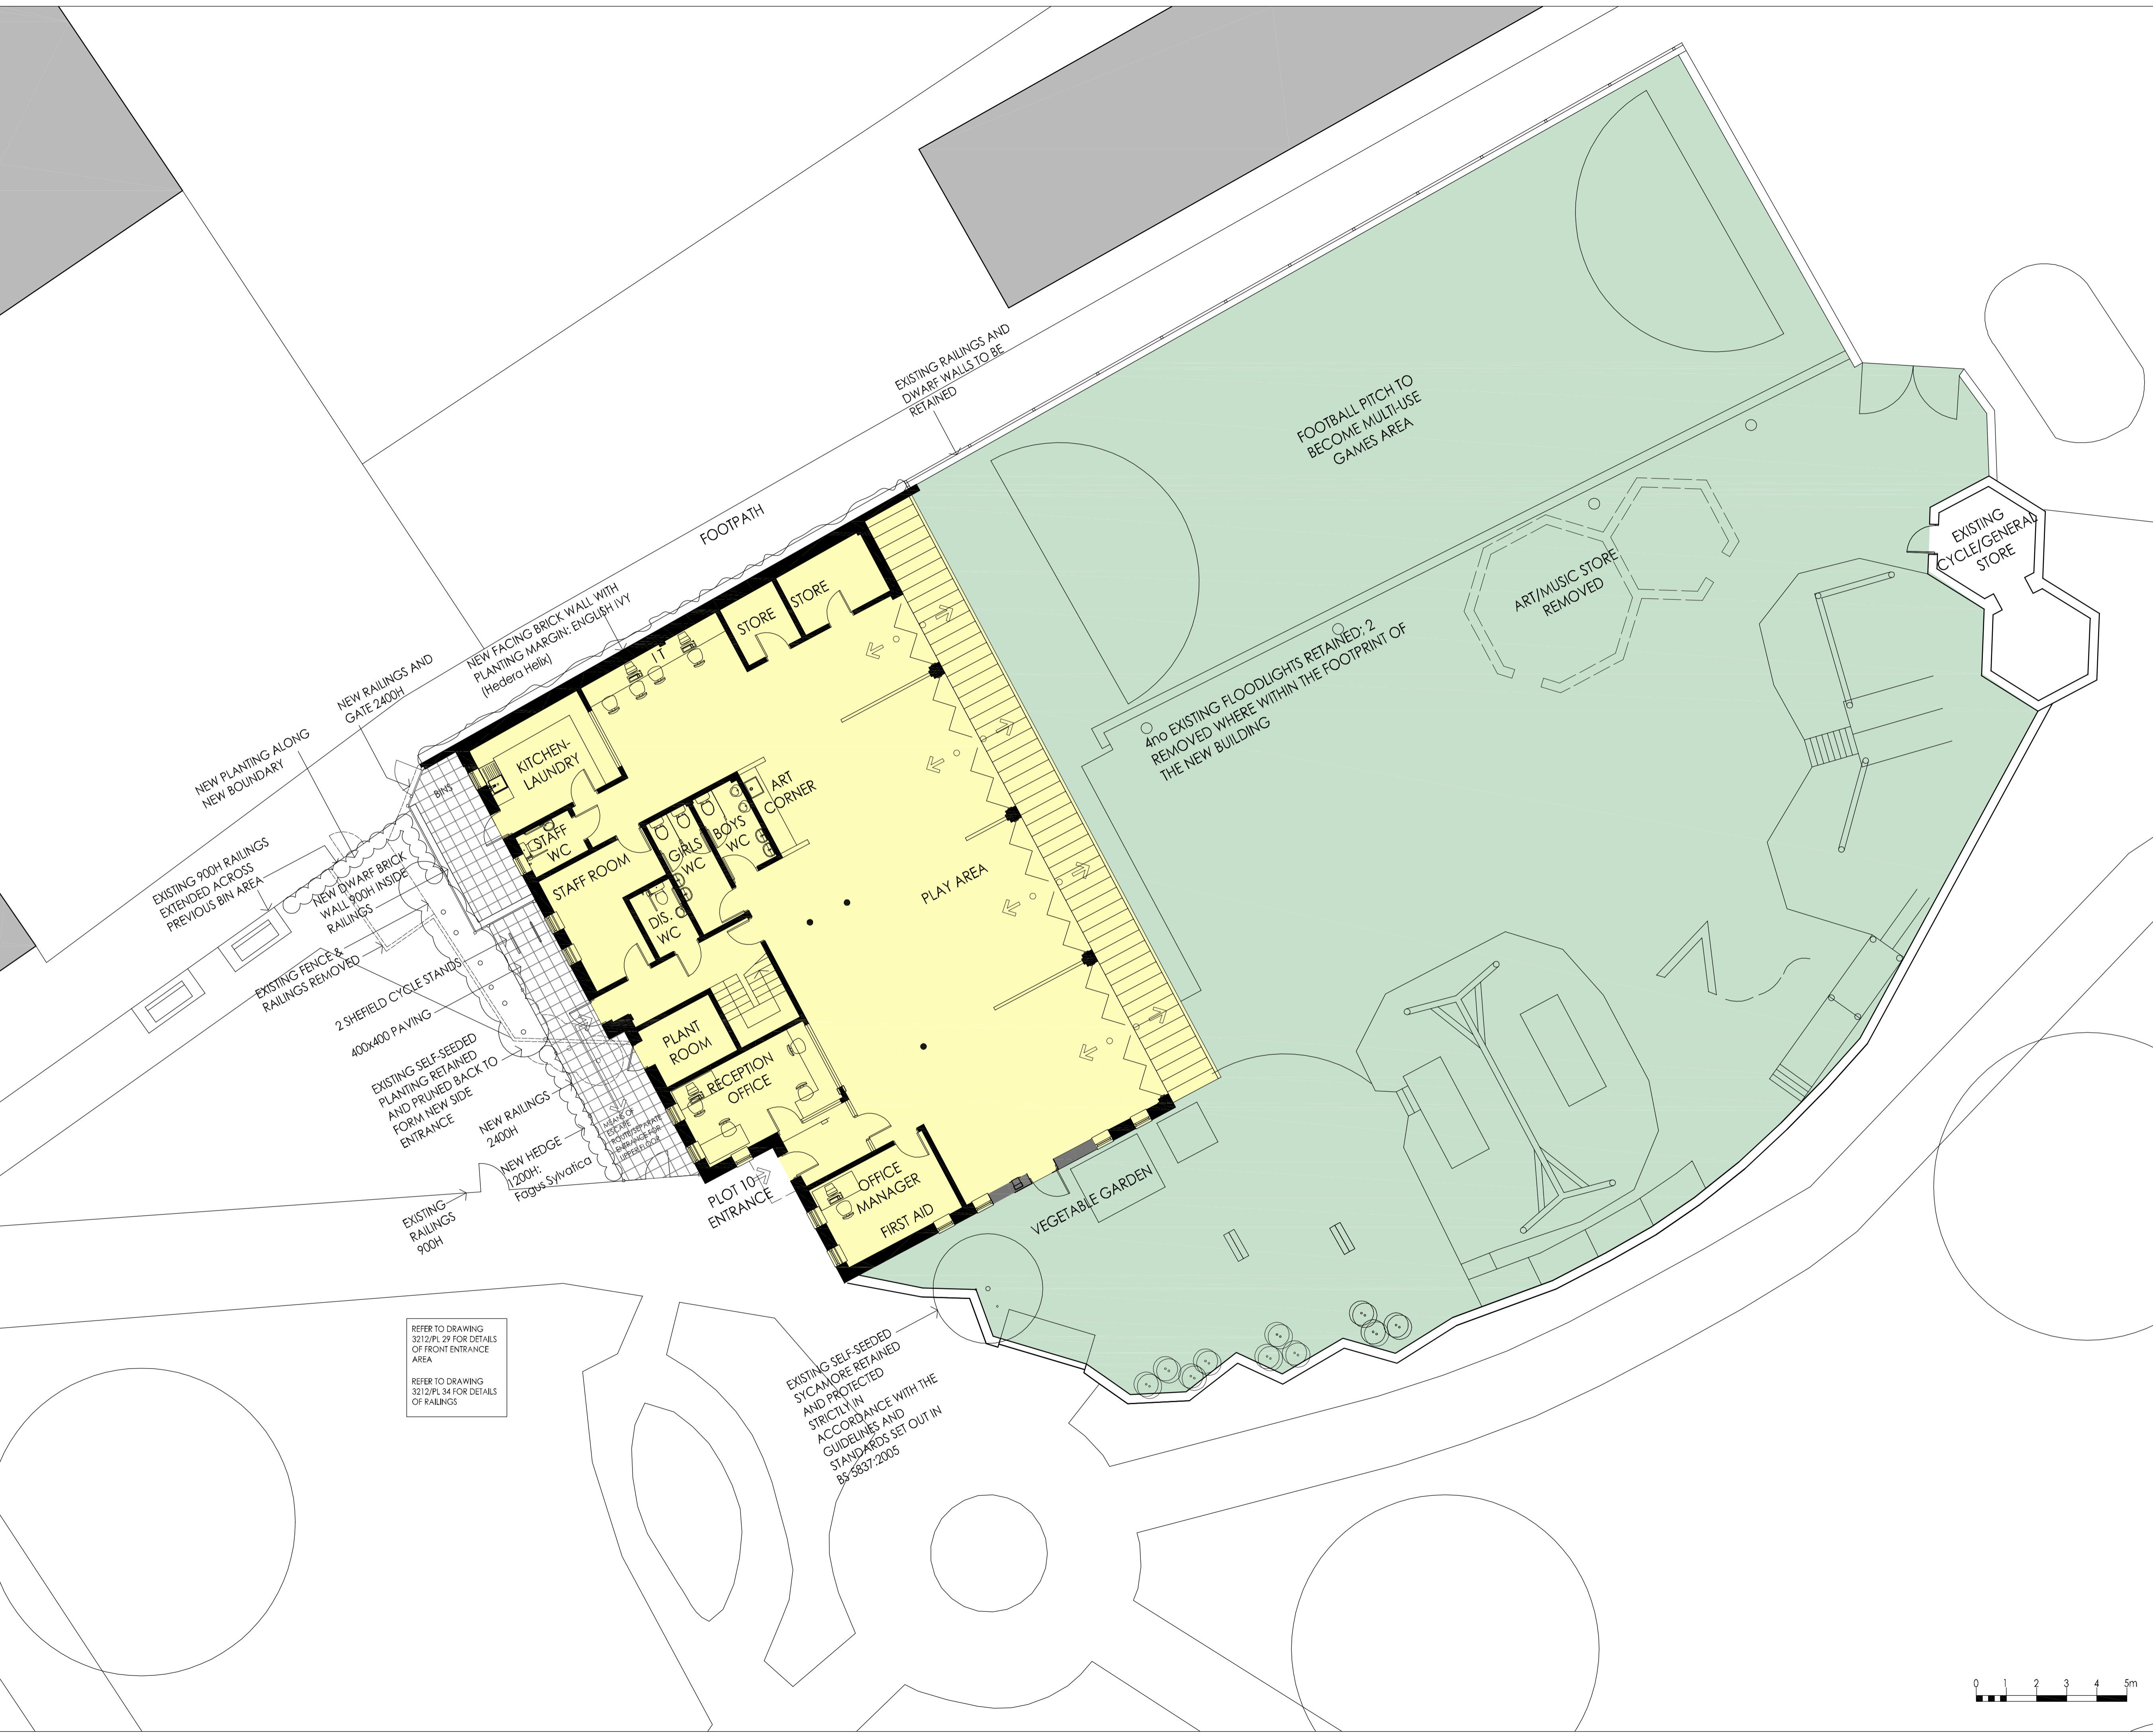 EXISTING RAILINGS AND
DWARF WALLS TO BE
RETAINED
FOOTBALL PITCH TO
BECOME MULTI-USE
GAMES AREA
FOOTPATH
EXISTING
CYCLE/GENERAL
STORE
ART/MUSIC STORE
REMOVED
4no EXISTING FLOODLIGHTS RETAINED; 2
REMOVED WHERE WITHIN THE FOOTPRINT OF
THE NEW BUILDING
NEW FACING BRICK WALL WITH
PLANTING MARGIN: ENGLISH IVY
(Hedera Helix)
NEW RAILINGS AND
GATE 2400H
NEW PLANTING ALONG
NEW BOUNDARY
EXISTING 900H RAILINGS
EXTENDED ACROSS
PREVIOUS BIN AREA
NEW DWARF BRICK
WALL 900H INSIDE
RAILINGS
EXISTING FENCE &
RAILINGS REMOVED
2 SHEFIELD CYCLE STANDS
400x400 PAVING
EXISTING SELF-SEEDED
PLANTING RETAINED
AND PRUNED BACK TO
FORM NEW SIDE
ENTRANCE
NEW RAILINGS
2400H
NEW HEDGE
1200H:
Fagus Sylvatica
EXISTING
RAILINGS
900H
BINS
STORE
STORE
I T
KITCHEN-
LAUNDRY
STAFF
WC
STAFF ROOM
GIRLS
WC
BOYS
WC
ART
CORNER
DIS.
WC
PLAY AREA
PLANT
ROOM
RECEPTION
OFFICE
MEANS OF
ESCAPE
ROUTE/SEPARATE
ENTRANCE FOR
UPPER FLOOR
PLOT 10
ENTRANCE
OFFICE
MANAGER
FIRST AID
VEGETABLE GARDEN
EXISTING SELF-SEEDED
SYCAMORE RETAINED
AND PROTECTED
STRICTLY IN
ACCORDANCE WITH THE
GUIDELINES AND
STANDARDS SET OUT IN
BS 5837:2005
REFER TO DRAWING
3212/PL 29 FOR DETAILS
OF FRONT ENTRANCE
AREA
REFER TO DRAWING
3212/PL 34 FOR DETAILS
OF RAILINGS
0 1 2 3 4 5m